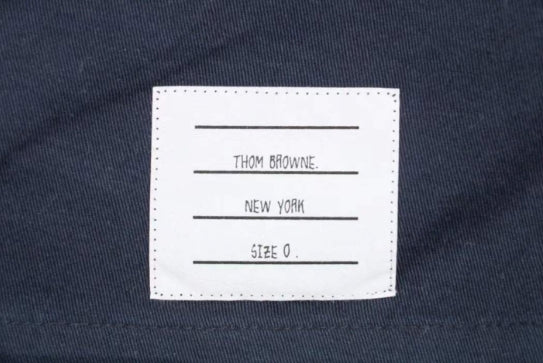 THOM BROWNE.
NEW YORK
SIZE 0 .